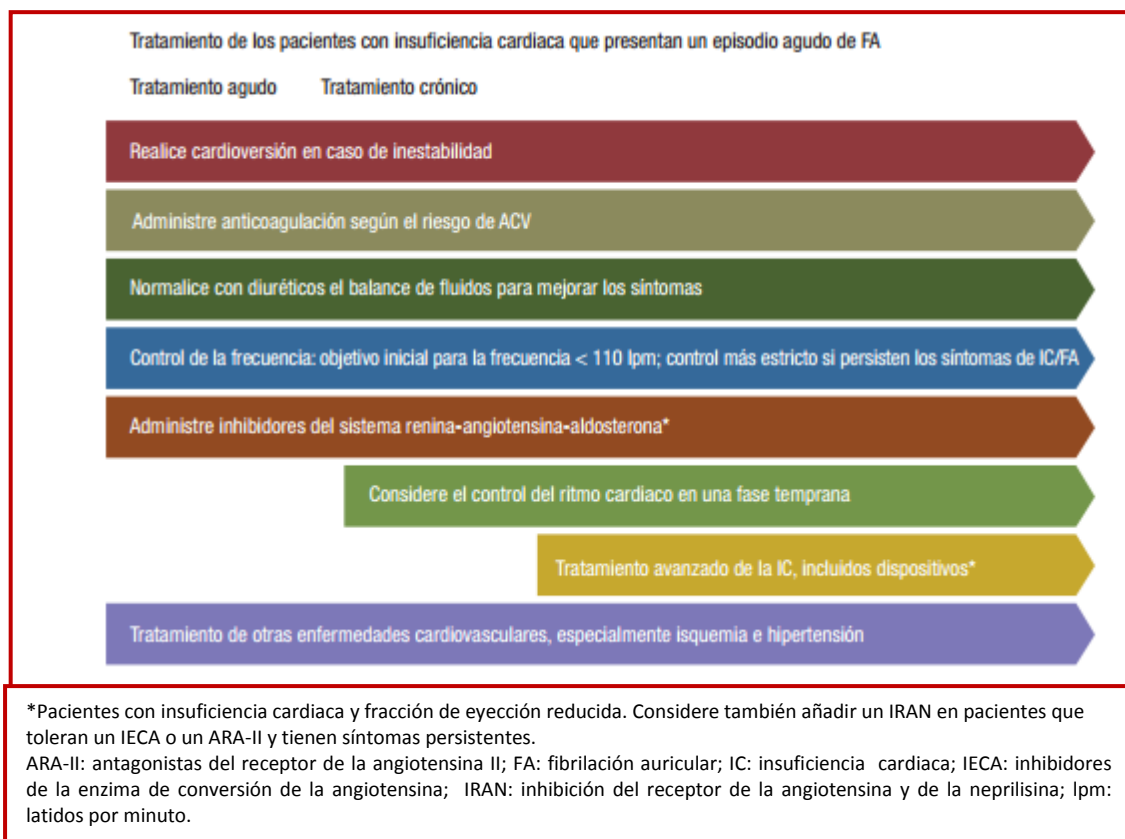 Tratamiento de los pacientes con insuficiencia cardiaca que presentan un episodio agudo de FA
Tratamiento agudo Tratamiento crónico
Realice cardioversión en caso de inestabilidad
Administre anticoagulación según el riesgo de ACV
Normalice con diuréticos el balance de fluidos para mejorar los síntomas
Control de la frecuencia: objetivo inicial para la frecuencia < 110 lpm; control más estricto si persisten los síntomas de IC/FA
Administre inhibidores del sistema renina-angiotensina-aldosterona*
Considere el control del ritmo cardiaco en una fase temprana
Tratamiento avanzado de la IC, incluidos dispositivos*
Tratamiento de otras enfermedades cardiovasculares, especialmente isquemia e hipertensión
*Pacientes con insuficiencia cardiaca y fracción de eyección reducida. Considere también añadir un IRAN en pacientes que
toleran un IECA o un ARA-II y tienen síntomas persistentes.
ARA-II: antagonistas del receptor de la angiotensina II; FA: fibrilación auricular; IC: insuficiencia cardiaca; IECA: inhibidores
de la enzima de conversión de la angiotensina; IRAN: inhibición del receptor de la angiotensina y de la neprilisina; lpm:
latidos por minuto.